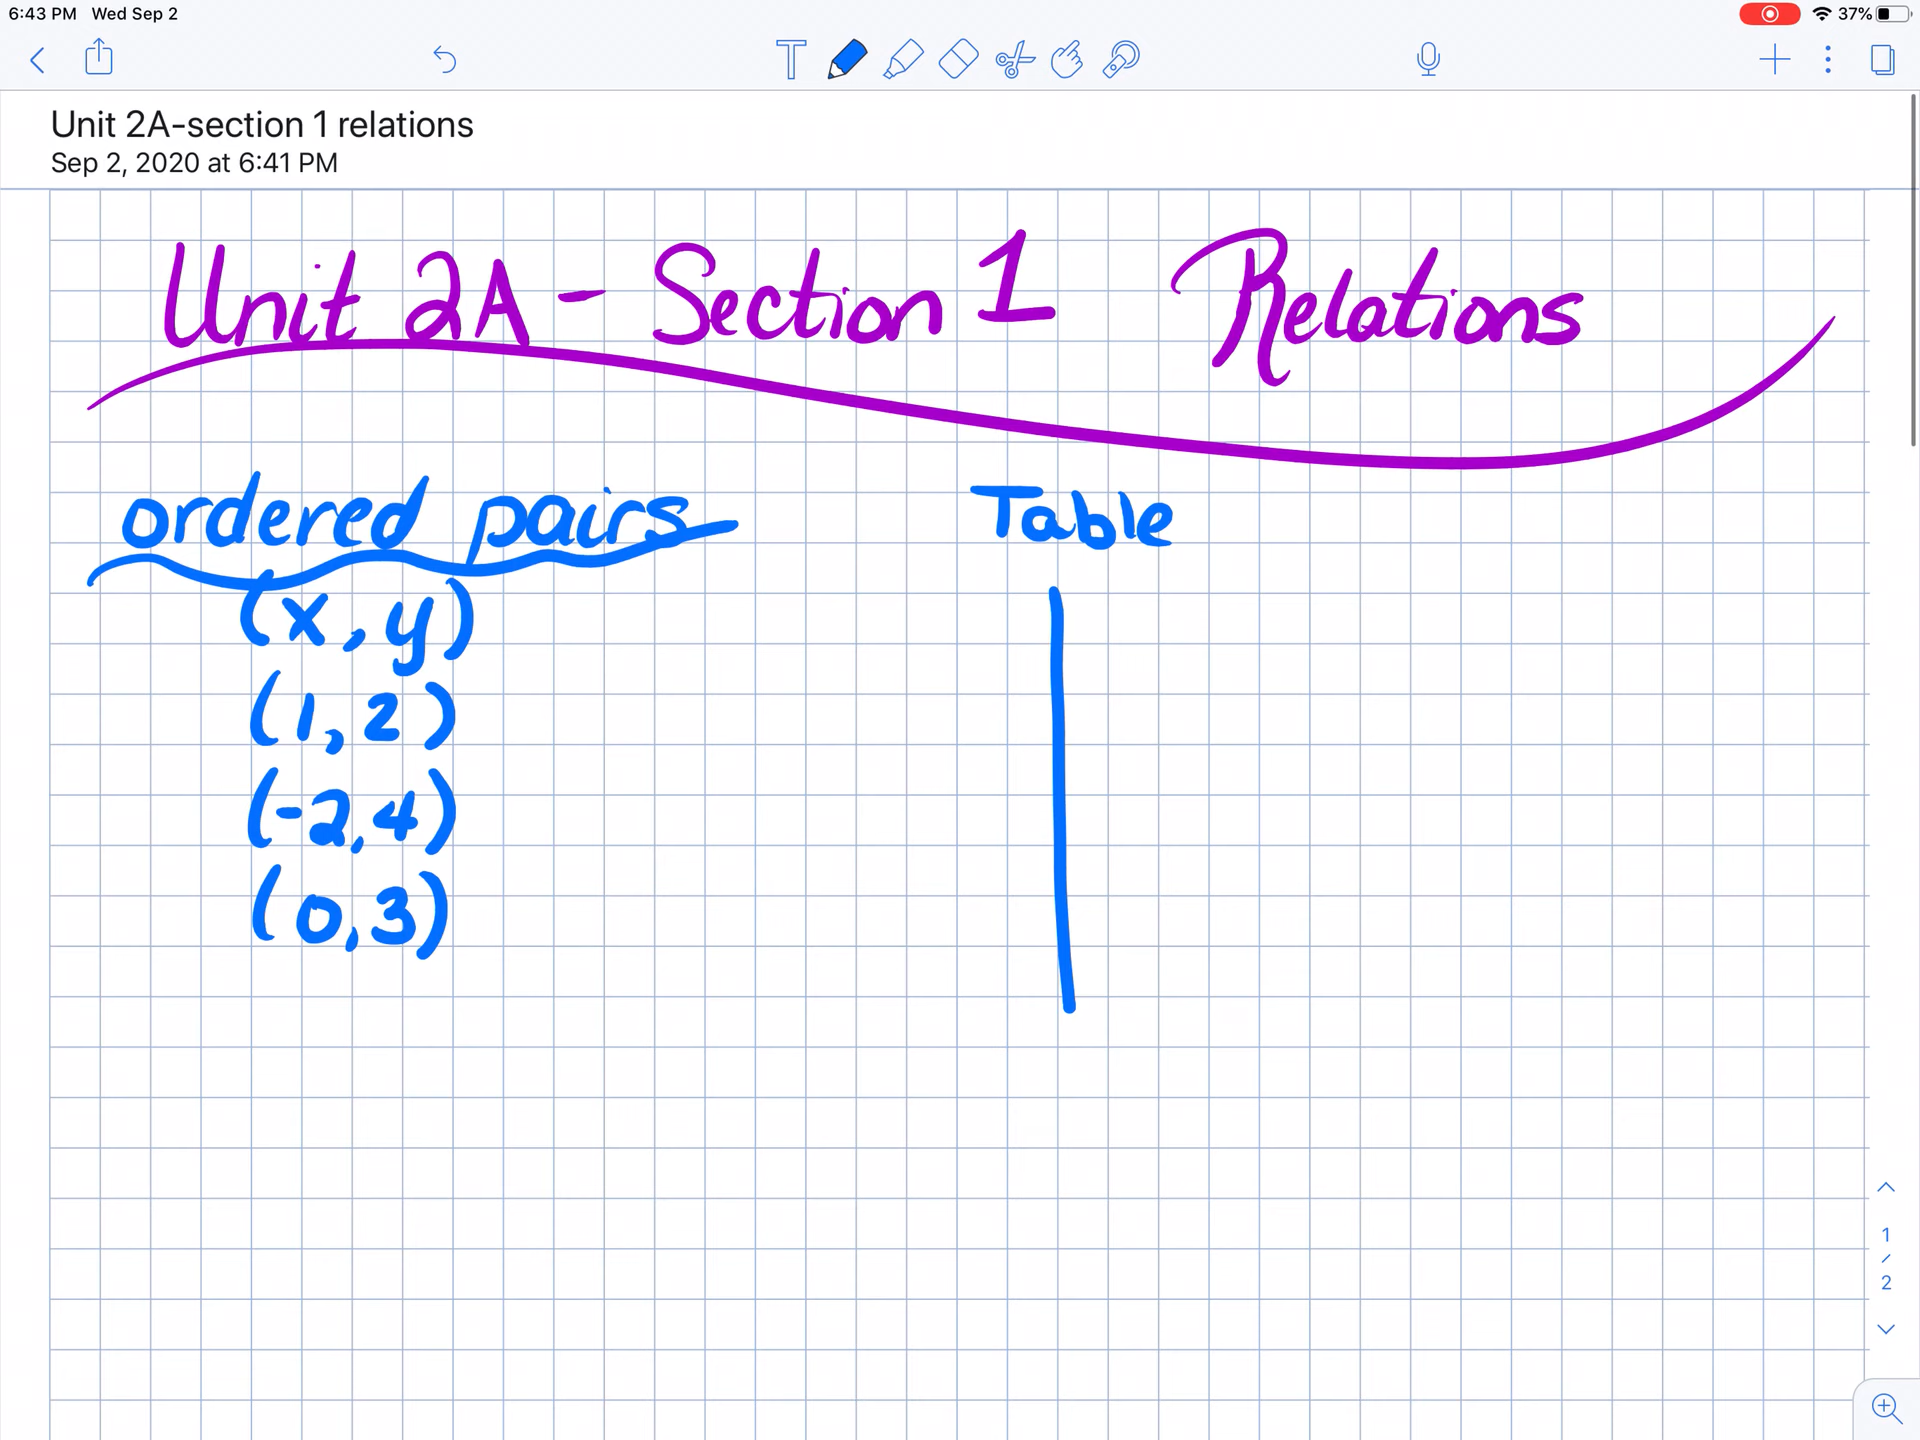 6:43 PM Wed Sep 2 37%
Unit 2A-section 1 relations
Sep 2, 2020 at 6:41 PM
Unit 2A - Section 1 Relations
ordered pairs Table
(x, y)
(1, 2)
(-2, 4)
(0, 3)
1
/
2